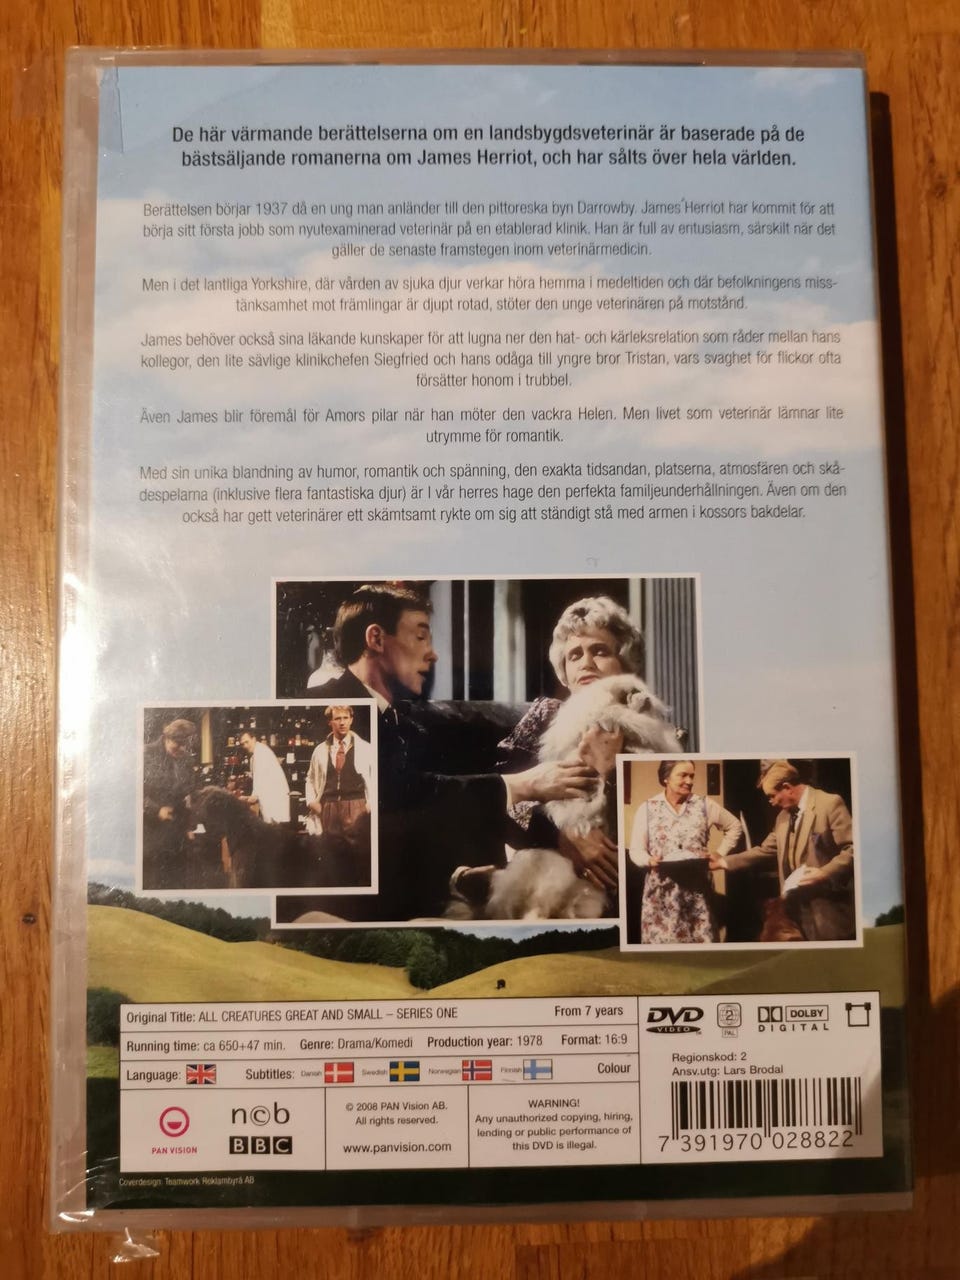 De här värmande berättelserna om en landsbygdsveterinär är baserade på de
bästsäljande romanerna om James Herriot, och har sålts över hela världen.
Berättelsen börjar 1937 då en ung man anländer till den pittoreska byn Darrowby. James Herriot har kommit för att
börja sitt första jobb som nyutexaminerad veterinär på en etablerad klinik. Han är full av entusiasm, särskilt när det
gäller de senaste framstegen inom veterinärmedicin.
Men i det lantliga Yorkshire, där vården av sjuka djur verkar höra hemma i medeltiden och där befolkningens miss-
tänksamhet mot främlingar är djupt rotad, stöter den unge veterinären på motstånd.
James behöver också sina läkande kunskaper för att lugna ner den hat- och kärleksrelation som råder mellan hans
kollegor, den lite sävlige klinikchefen Siegfried och hans odåga till yngre bror Tristan, vars svaghet för flickor ofta
försätter honom i trubbel.
Även James blir föremål för Amors pilar när han möter den vackra Helen. Men livet som veterinär lämnar lite
utrymme för romantik.
Med sin unika blandning av humor, romantik och spänning, den exakta tidsandan, platserna, atmosfären och skå-
despelarna (inklusive flera fantastiska djur) är I vår herres hage den perfekta familjeunderhållningen. Även om den
också har gett veterinärer ett skämtsamt rykte om sig att ständigt stå med armen i kossors bakdelar.
Original Title: ALL CREATURES GREAT AND SMALL – SERIES ONE From 7 years
Running time: ca 650+47 min. Genre: Drama/Komedi Production year: 1978 Format: 16:9
Language: Subtitles: Danish Swedish Norwegian Finnish Colour
DVD VIDEO 2 PAL DOLBY DIGITAL
Regionskod: 2
Ansv.utg: Lars Brodal
PAN VISION
ncb
BBC
© 2008 PAN Vision AB.
All rights reserved.
www.panvision.com
WARNING!
Any unauthorized copying, hiring,
lending or public performance of
this DVD is illegal.
7 391970 028822
Coverdesign: Teamwork Reklambyrå AB